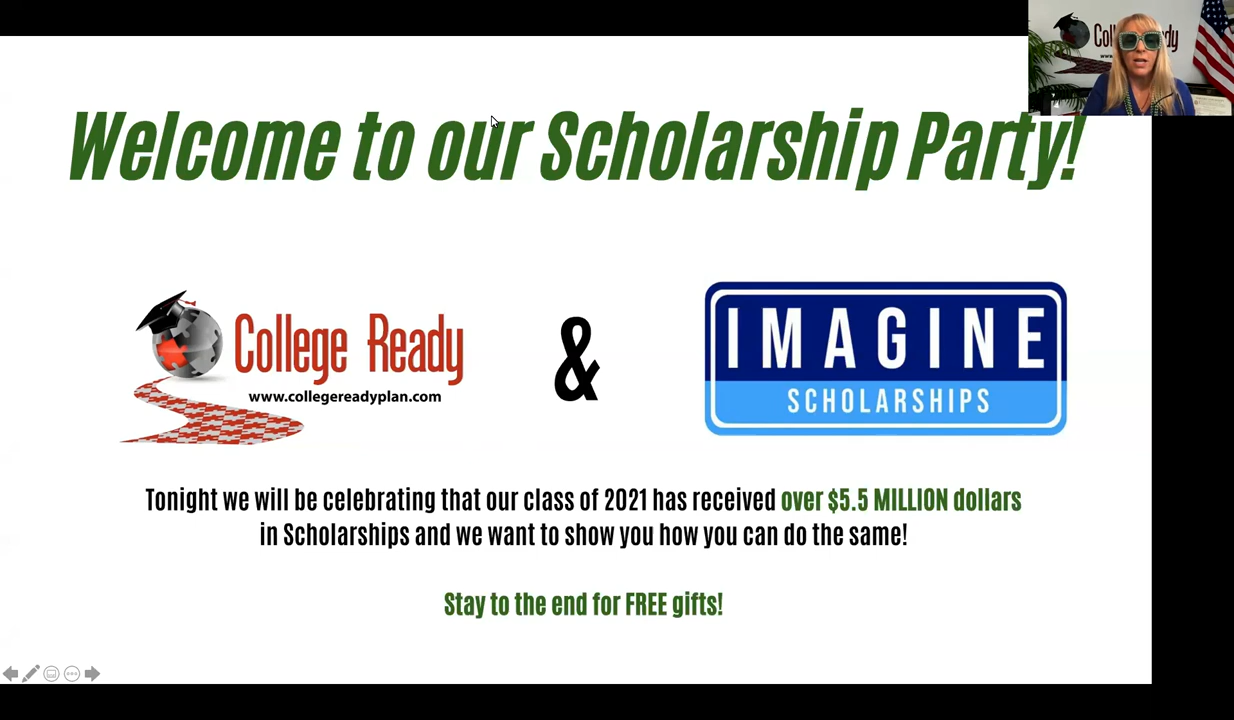 Welcome to our Scholarship Party!
College Ready
www.collegereadyplan.com
&
IMAGINE
SCHOLARSHIPS
Tonight we will be celebrating that our class of 2021 has received over $5.5 MILLION dollars
in Scholarships and we want to show you how you can do the same!
Stay to the end for FREE gifts!